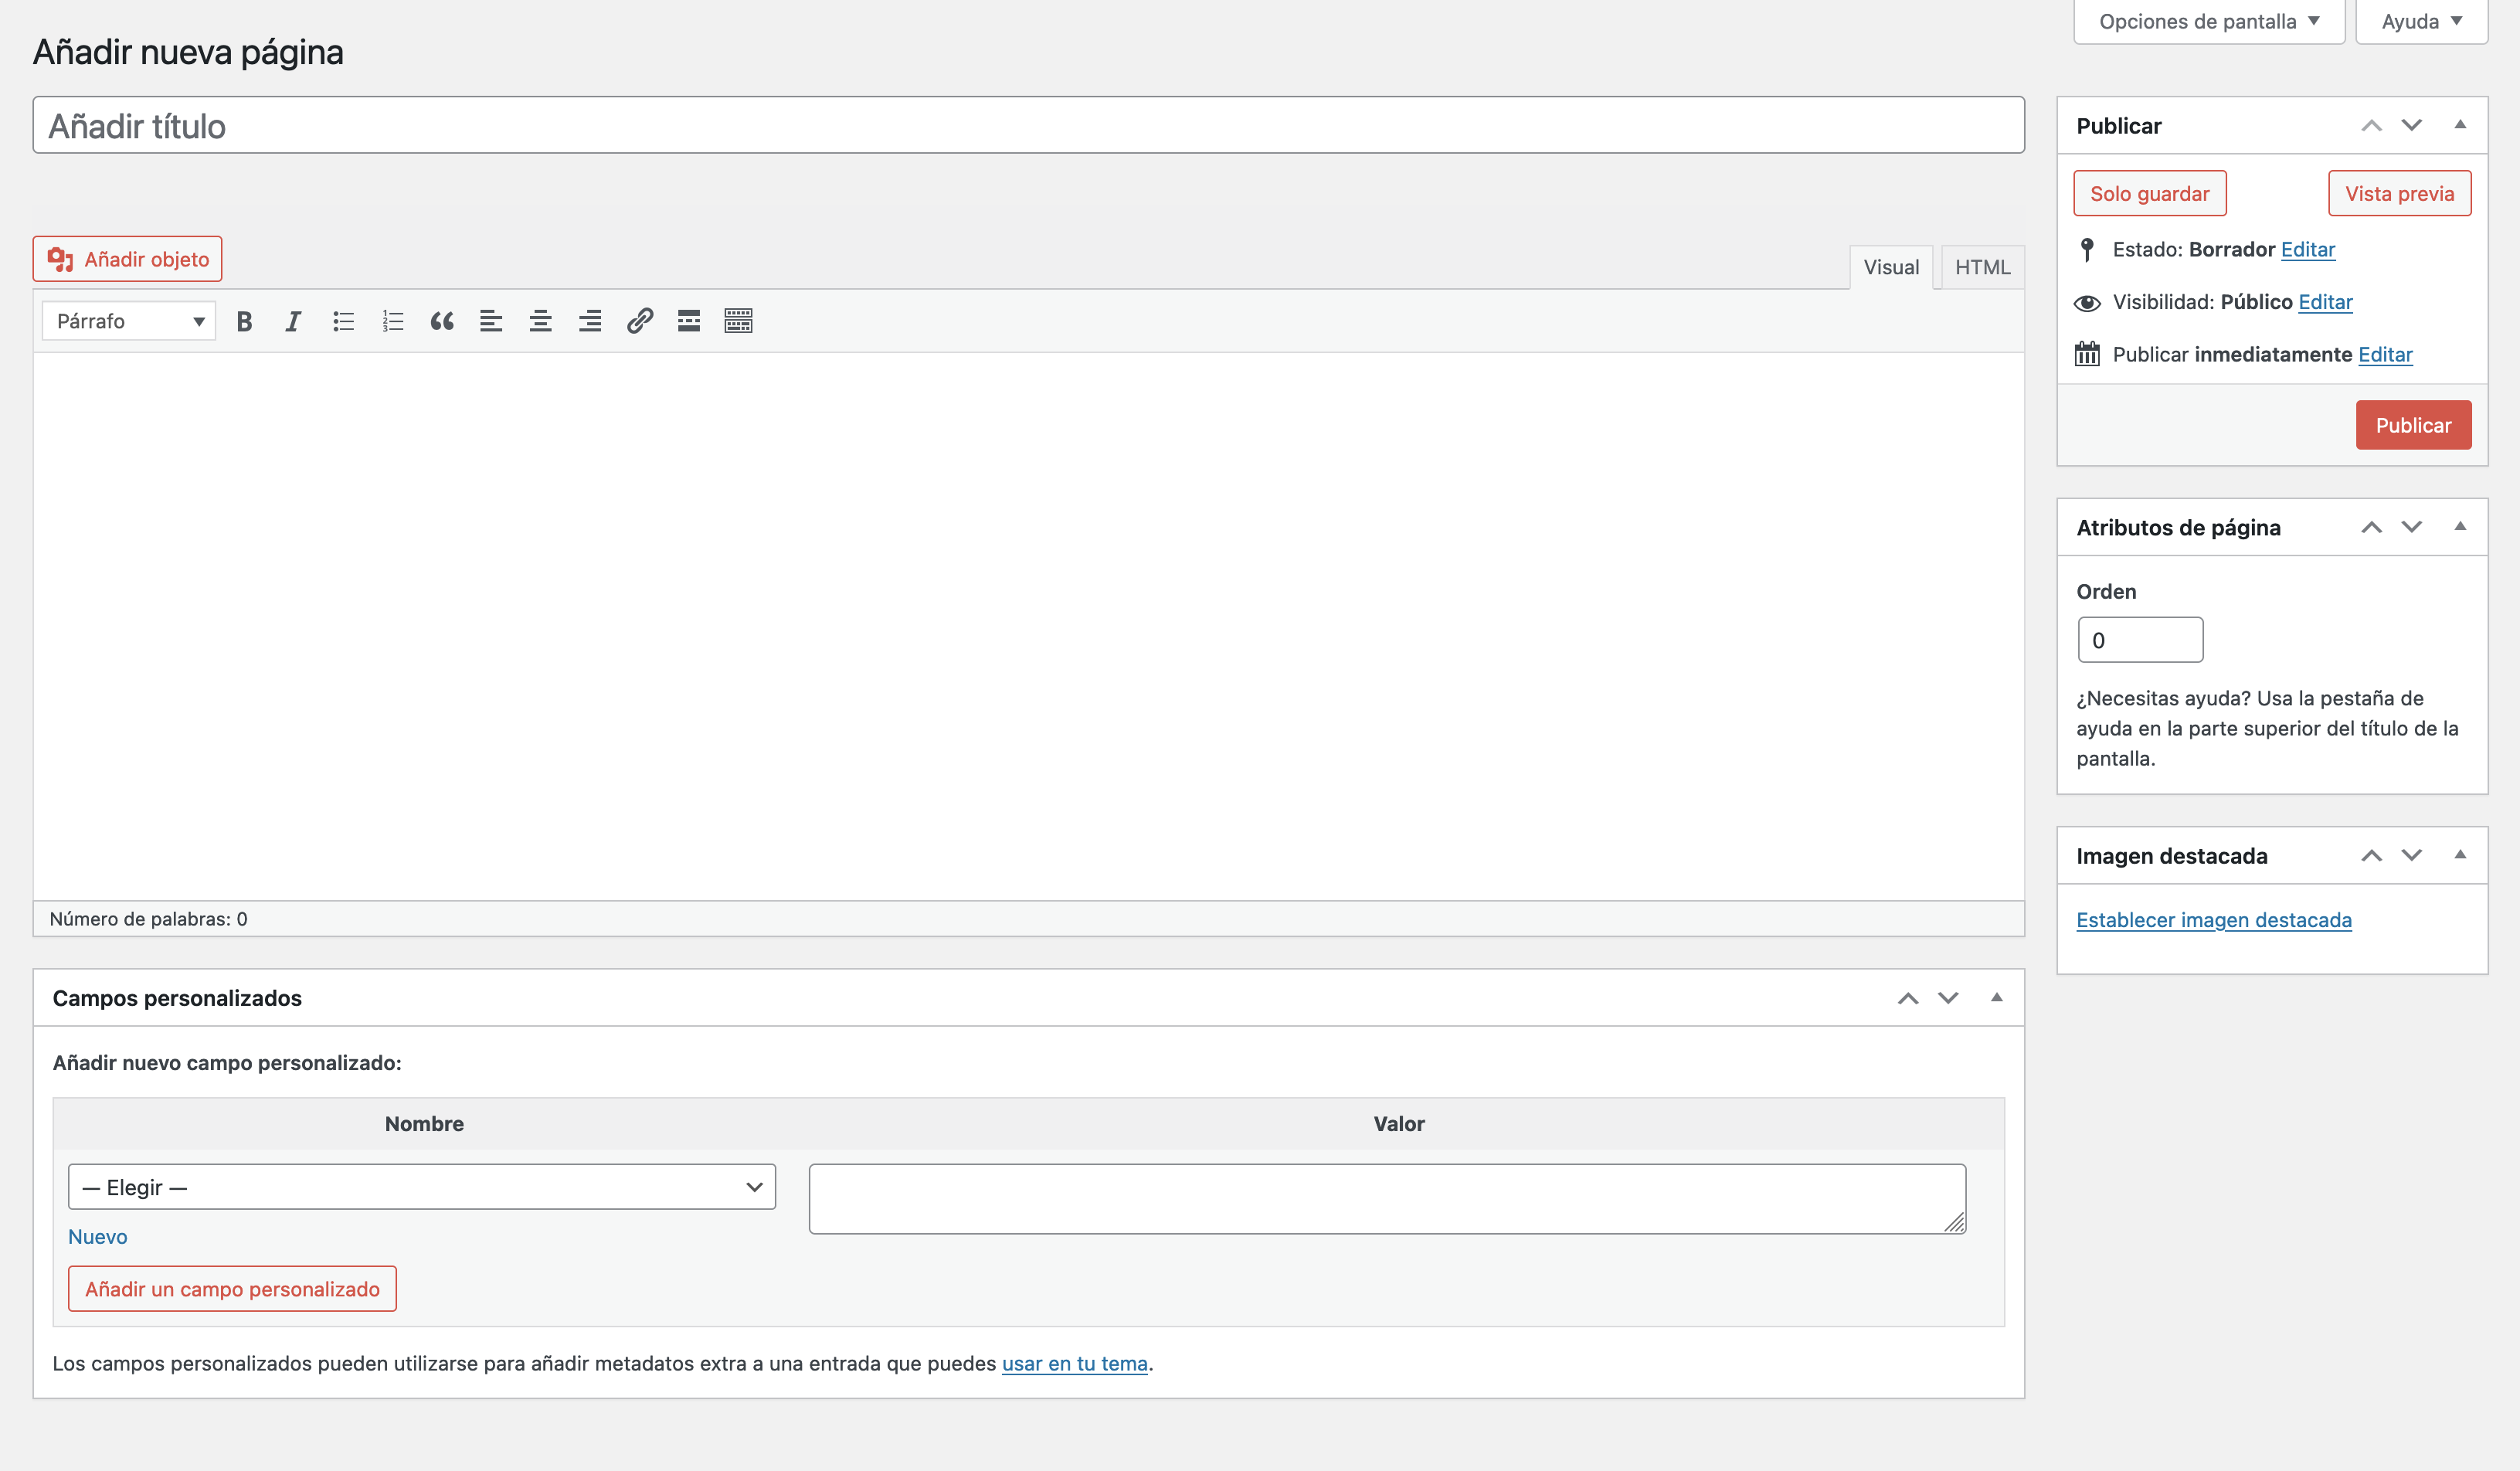 Opciones de pantalla
Ayuda
Añadir nueva página
Añadir título
Añadir objeto
Visual
HTML
Párrafo
Número de palabras: 0
Campos personalizados
Añadir nuevo campo personalizado:
Nombre
Valor
— Elegir —
Nuevo
Añadir un campo personalizado
Los campos personalizados pueden utilizarse para añadir metadatos extra a una entrada que puedes usar en tu tema.
Publicar
Solo guardar
Vista previa
Estado: Borrador Editar
Visibilidad: Público Editar
Publicar inmediatamente Editar
Publicar
Atributos de página
Orden
0
¿Necesitas ayuda? Usa la pestaña de
ayuda en la parte superior del título de la
pantalla.
Imagen destacada
Establecer imagen destacada